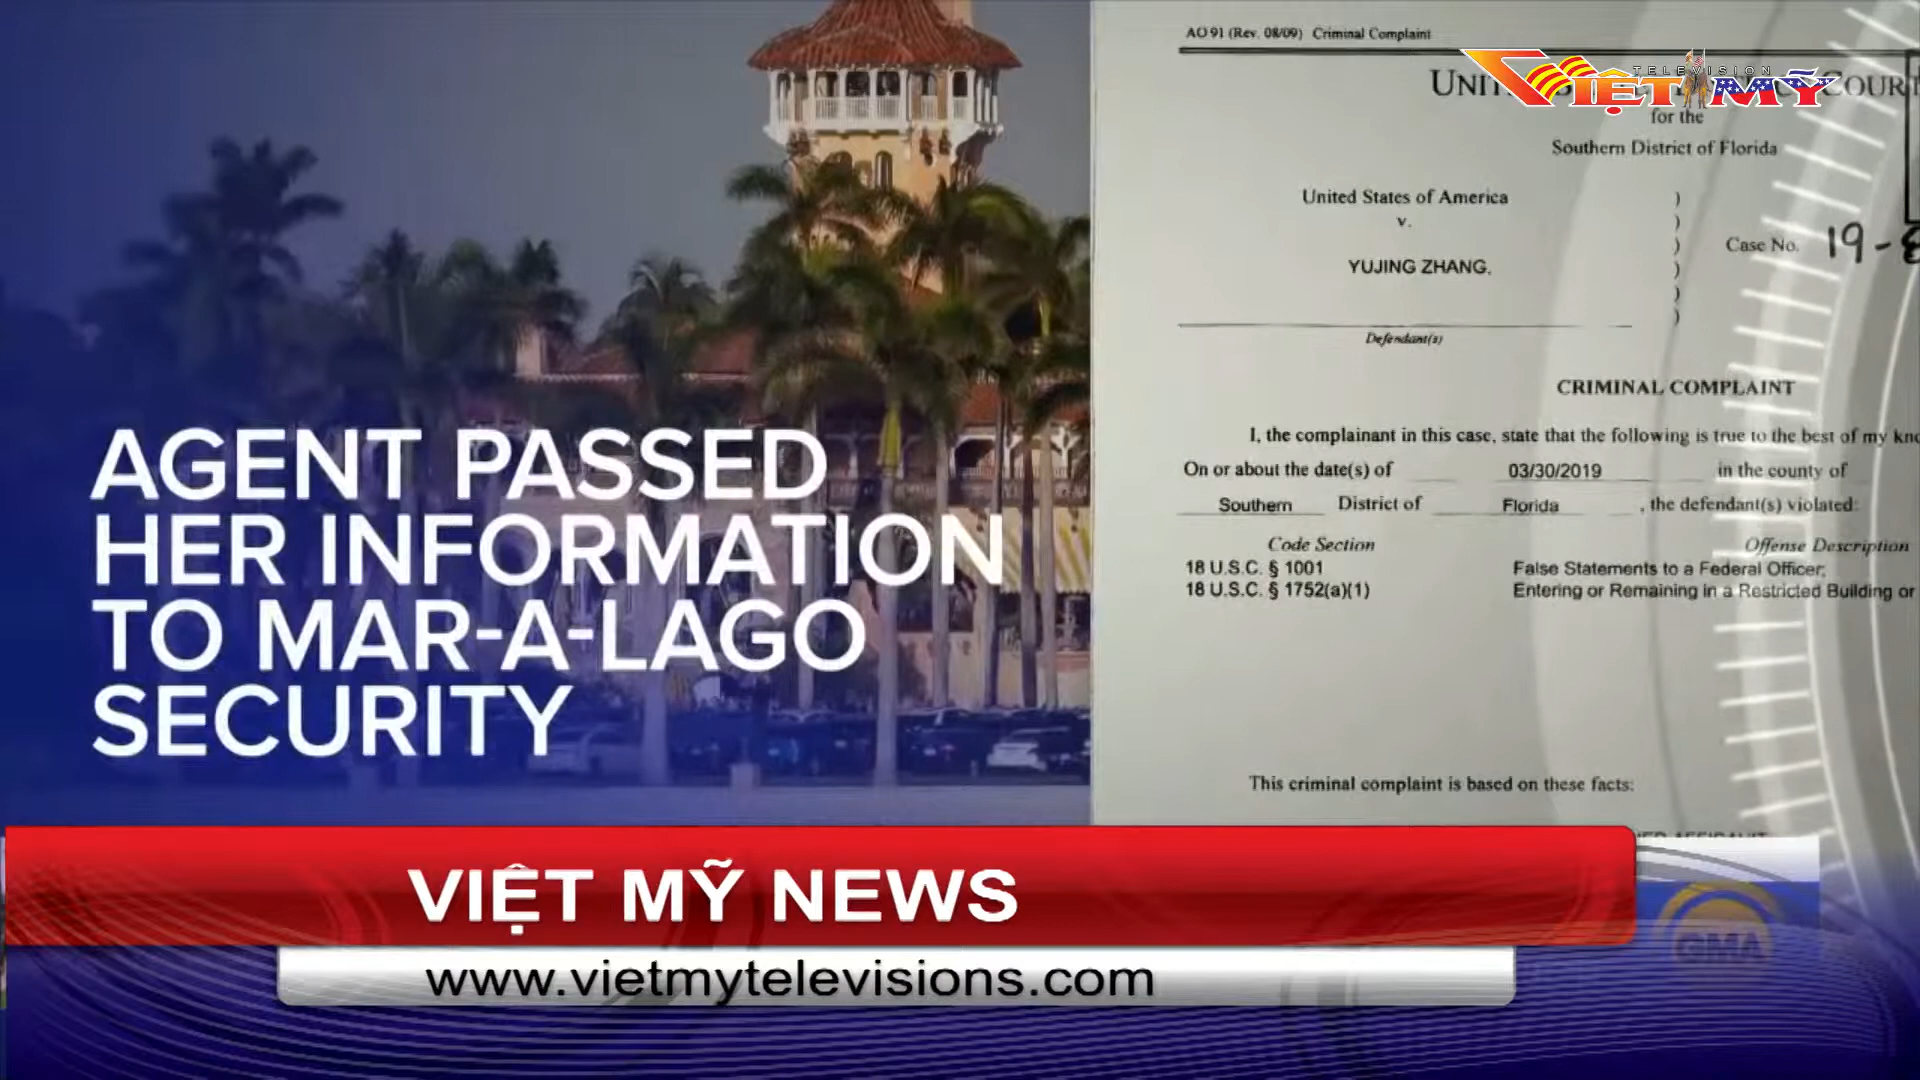 AGENT PASSED
HER INFORMATION
TO MAR-A-LAGO
SECURITY
AO 91 (Rev. 08/09) Criminal Complaint
TELEVISION
VIỆT MỸ
for the
Southern District of Florida
United States of America
v.
YUJING ZHANG,
)
)
)
)
)
)
Case No. 19-
Defendant(s)
CRIMINAL COMPLAINT
I, the complainant in this case, state that the following is true to the best of my
On or about the date(s) of 03/30/2019 in the county of
Southern District of Florida , the defendant(s) violated:
Code Section Offense Description
18 U.S.C. § 1001 False Statements to a Federal Officer;
18 U.S.C. § 1752(a)(1) Entering or Remaining in a Restricted Building or
This criminal complaint is based on these facts:
VIỆT MỸ NEWS
www.vietmytelevisions.com
GMA